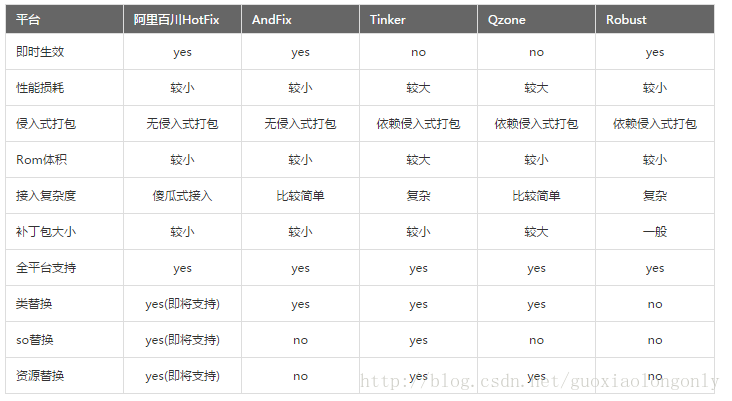 平台 阿里百川HotFix AndFix Tinker Qzone Robust
即时生效 yes yes no no yes
性能损耗 较小 较小 较大 较大 较小
侵入式打包 无侵入式打包 无侵入式打包 依赖侵入式打包 依赖侵入式打包 依赖侵入式打包
Rom体积 较小 较小 较大 较小 较小
接入复杂度 傻瓜式接入 比较简单 复杂 比较简单 复杂
补丁包大小 较小 较小 较小 较大 一般
全平台支持 yes yes yes yes yes
类替换 yes(即将支持) yes yes yes no
so替换 yes(即将支持) no yes no no
资源替换 yes(即将支持) no yes yes no
http://blog.csdn.net/guoxiaolongonly